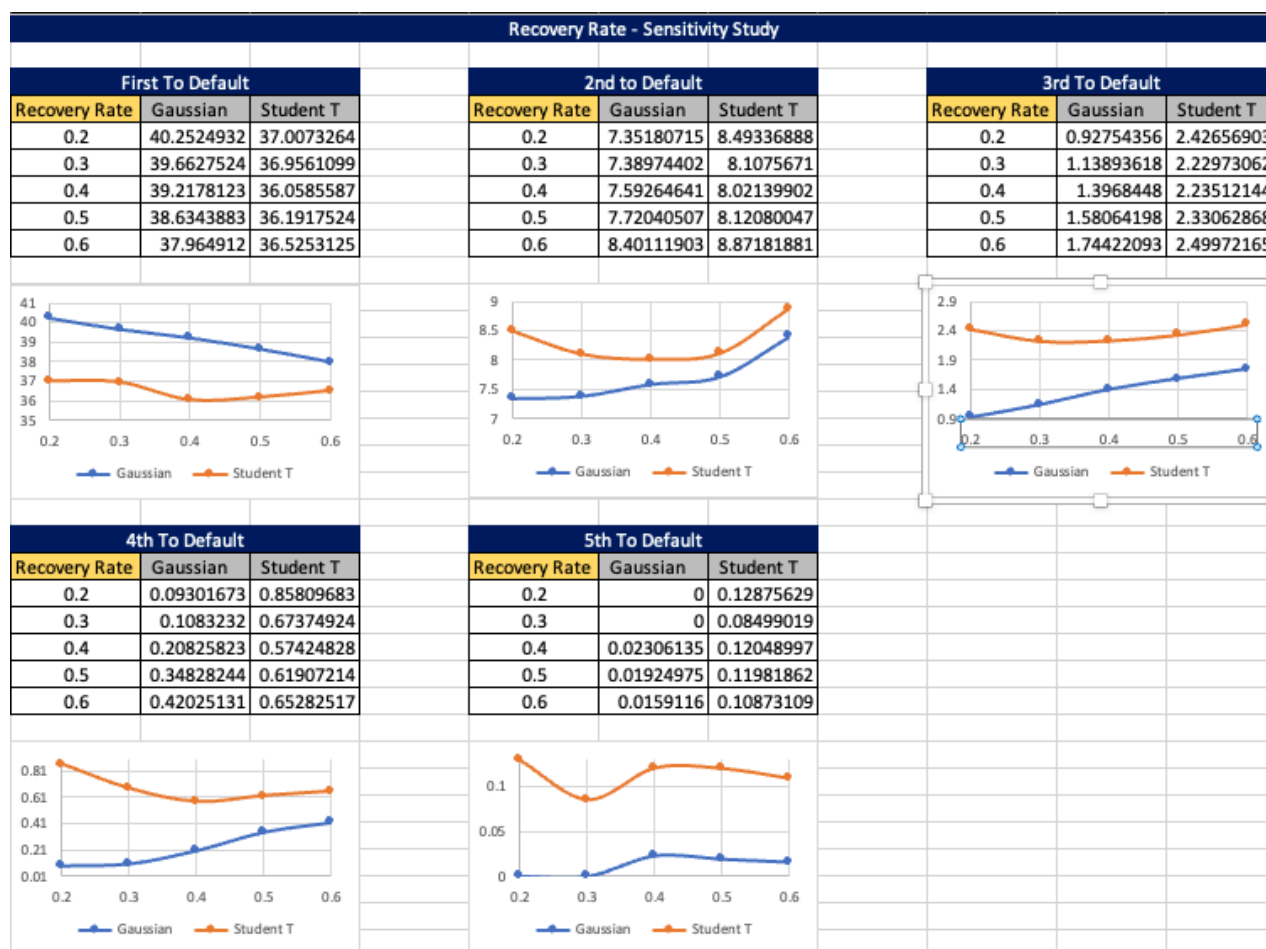 Recovery Rate - Sensitivity Study
First To Default
Recovery Rate Gaussian Student T
0.2 40.2524932 37.0073264
0.3 39.6627524 36.9561099
0.4 39.2178123 36.0585587
0.5 38.6343883 36.1917524
0.6 37.964912 36.5253125
2nd to Default
Recovery Rate Gaussian Student T
0.2 7.35180715 8.49336888
0.3 7.38974402 8.1075671
0.4 7.59264641 8.02139902
0.5 7.72040507 8.12080047
0.6 8.40111903 8.87181881
3rd To Default
Recovery Rate Gaussian Student T
0.2 0.92754356 2.42656903
0.3 1.13893618 2.22973062
0.4 1.3968448 2.23512144
0.5 1.58064198 2.33062868
0.6 1.74422093 2.49972165
41
40
39
38
37
36
35
0.2 0.3 0.4 0.5 0.6
Gaussian Student T
9
8.5
8
7.5
7
0.2 0.3 0.4 0.5 0.6
Gaussian Student T
2.9
2.4
1.9
1.4
0.9
0.2 0.3 0.4 0.5 0.6
Gaussian Student T
4th To Default
Recovery Rate Gaussian Student T
0.2 0.09301673 0.85809683
0.3 0.1083232 0.67374924
0.4 0.20825823 0.57424828
0.5 0.34828244 0.61907214
0.6 0.42025131 0.65282517
5th To Default
Recovery Rate Gaussian Student T
0.2 0 0.12875629
0.3 0 0.08499019
0.4 0.02306135 0.12048997
0.5 0.01924975 0.11981862
0.6 0.0159116 0.10873109
0.81
0.61
0.41
0.21
0.01
0.2 0.3 0.4 0.5 0.6
Gaussian Student T
0.1
0.05
0
0.2 0.3 0.4 0.5 0.6
Gaussian Student T